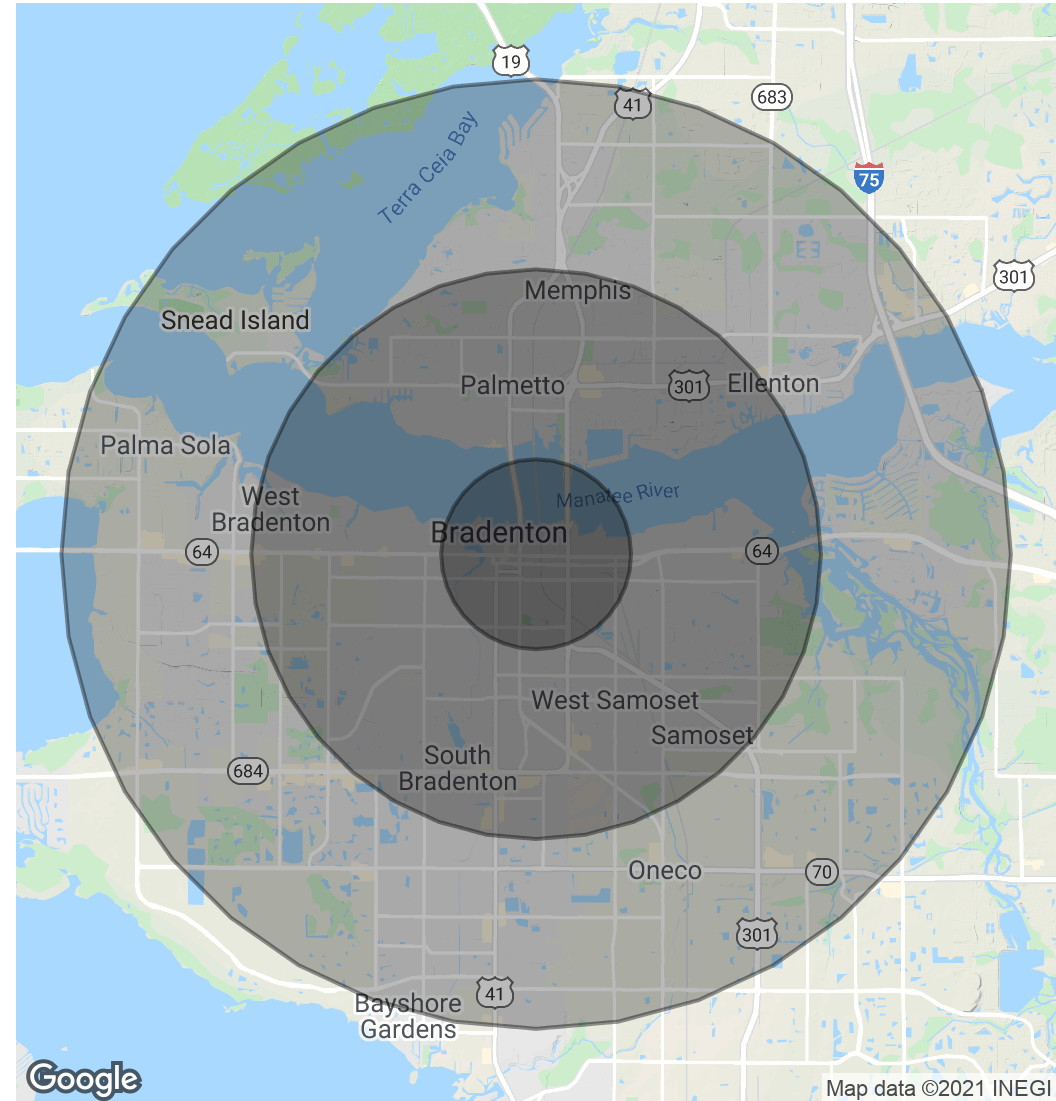 19
41
683
Terra Ceia Bay
75
301
Memphis
Snead Island
Palmetto
301
Ellenton
Palma Sola
West
Bradenton
Manatee River
Bradenton
64
64
West Samoset
Samoset
South
Bradenton
684
Oneco
70
301
41
Bayshore
Gardens
Google
Map data ©2021 INEGI